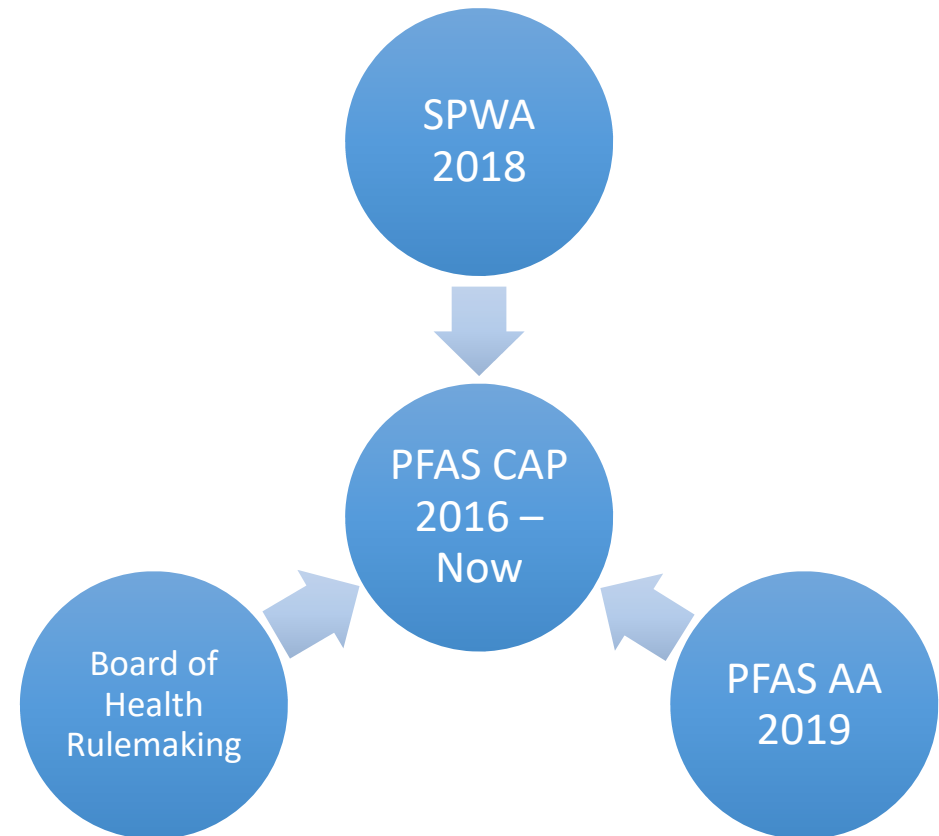 SPWA
2018
PFAS CAP
2016 –
Now
Board of
Health
Rulemaking
PFAS AA
2019